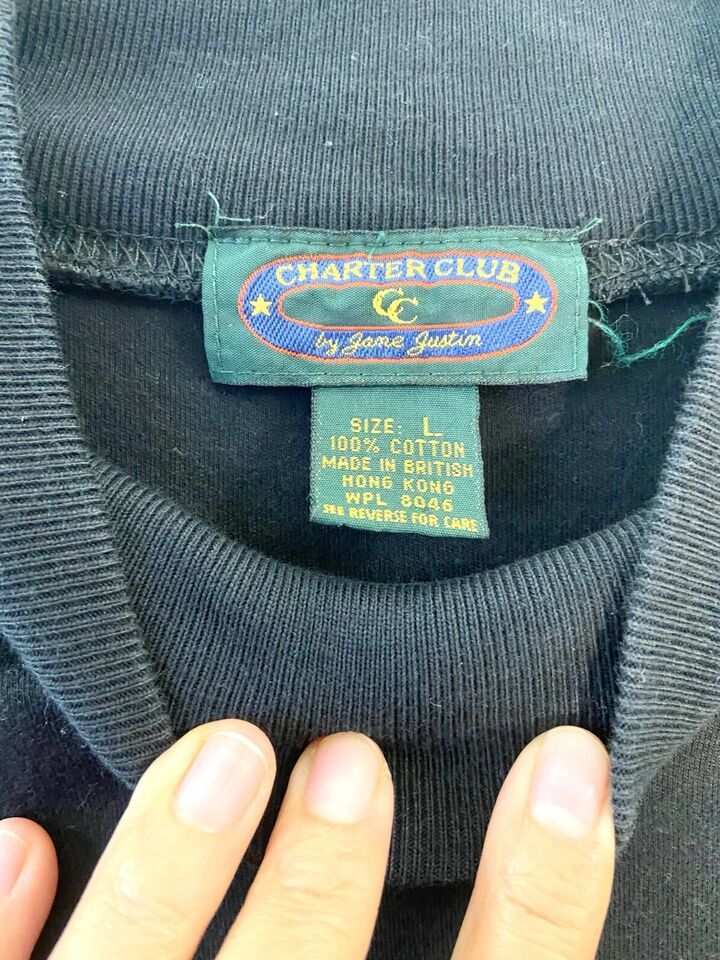 CHARTER CLUB
CC
by Jane Justin
SIZE: L
100% COTTON
MADE IN BRITISH
HONG KONG
WPL 8046
SEE REVERSE FOR CARE